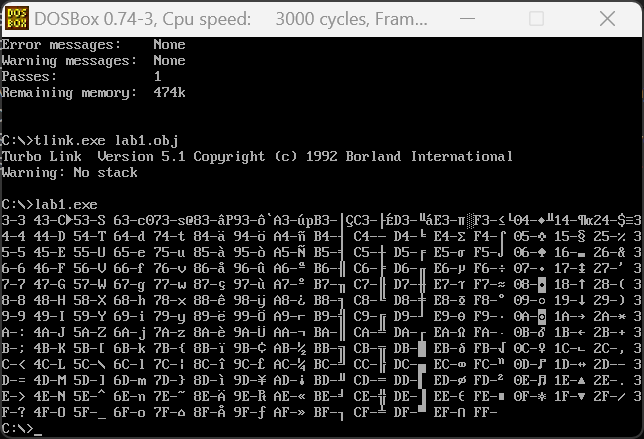 DOSBox 0.74-3, Cpu speed: 3000 cycles, Fram...
Error messages: None
Warning messages: None
Passes: 1
Remaining memory: 474k
C:\>tlink.exe lab1.obj
Turbo Link Version 5.1 Copyright (c) 1992 Borland International
Warning: No stack
C:\>lab1.exe
3-3 43-C►53-S 63-c073-s@83-âP93-ô`A3-úpB3-│ÇC3-├ÉD3-╙áE3-π░F3-≤└04-♦╨14-¶α24-$≡3
4-4 44-D 54-T 64-d 74-t 84-ä 94-ö A4-ñ B4-┤ C4-─ D4-╘ E4-Σ F4-⌠ 05-♣ 15-§ 25-% 3
5-5 45-E 55-U 65-e 75-u 85-à 95-ò A5-Ñ B5-╡ C5-┼ D5-╒ E5-σ F5-⌡ 06-♠ 16-▬ 26-& 3
6-6 46-F 56-V 66-f 76-v 86-å 96-û A6-ª B6-╢ C6-╞ D6-╓ E6-µ F6-÷ 07-• 17-↨ 27-' 3
7-7 47-G 57-W 67-g 77-w 87-ç 97-ù A7-º B7-╖ C7-╟ D7-╫ E7-τ F7-≈ 08-◘ 18-↑ 28-( 3
8-8 48-H 58-X 68-h 78-x 88-ê 98-ÿ A8-¿ B8-╕ C8-╚ D8-╪ E8-Φ F8-° 09-○ 19-↓ 29-) 3
9-9 49-I 59-Y 69-i 79-y 89-ë 99-Ö A9-⌐ B9-╣ C9-╔ D9-┘ E9-Θ F9-∙ 0A-◙ 1A-→ 2A-* 3
A-: 4A-J 5A-Z 6A-j 7A-z 8A-è 9A-Ü AA-¬ BA-║ CA-╩ DA-┌ EA-Ω FA-· 0B-♂ 1B-← 2B-+ 3
B-; 4B-K 5B-[ 6B-k 7B-{ 8B-ï 9B-¢ AB-½ BB-╗ CB-╦ DB-█ EB-δ FB-√ 0C-♀ 1C-∟ 2C-, 3
C-< 4C-L 5C-\ 6C-l 7C-| 8C-î 9C-£ AC-¼ BC-╝ CC-╠ DC-▄ EC-∞ FC-ⁿ 0D-♪ 1D-↔ 2D-- 3
D-= 4D-M 5D-] 6D-m 7D-} 8D-ì 9D-¥ AD-¡ BD-╜ CD-═ DD-▌ ED-φ FD-² 0E-♫ 1E-▲ 2E-. 3
E-> 4E-N 5E-^ 6E-n 7E-~ 8E-Ä 9E-₧ AE-« BE-╛ CE-╬ DE-▐ EE-ε FE-■ 0F-☼ 1F-▼ 2F-/ 3
F-? 4F-O 5F-_ 6F-o 7F-⌂ 8F-Å 9F-ƒ AF-» BF-┐ CF-╧ DF-▀ EF-∩ FF-
C:\>_